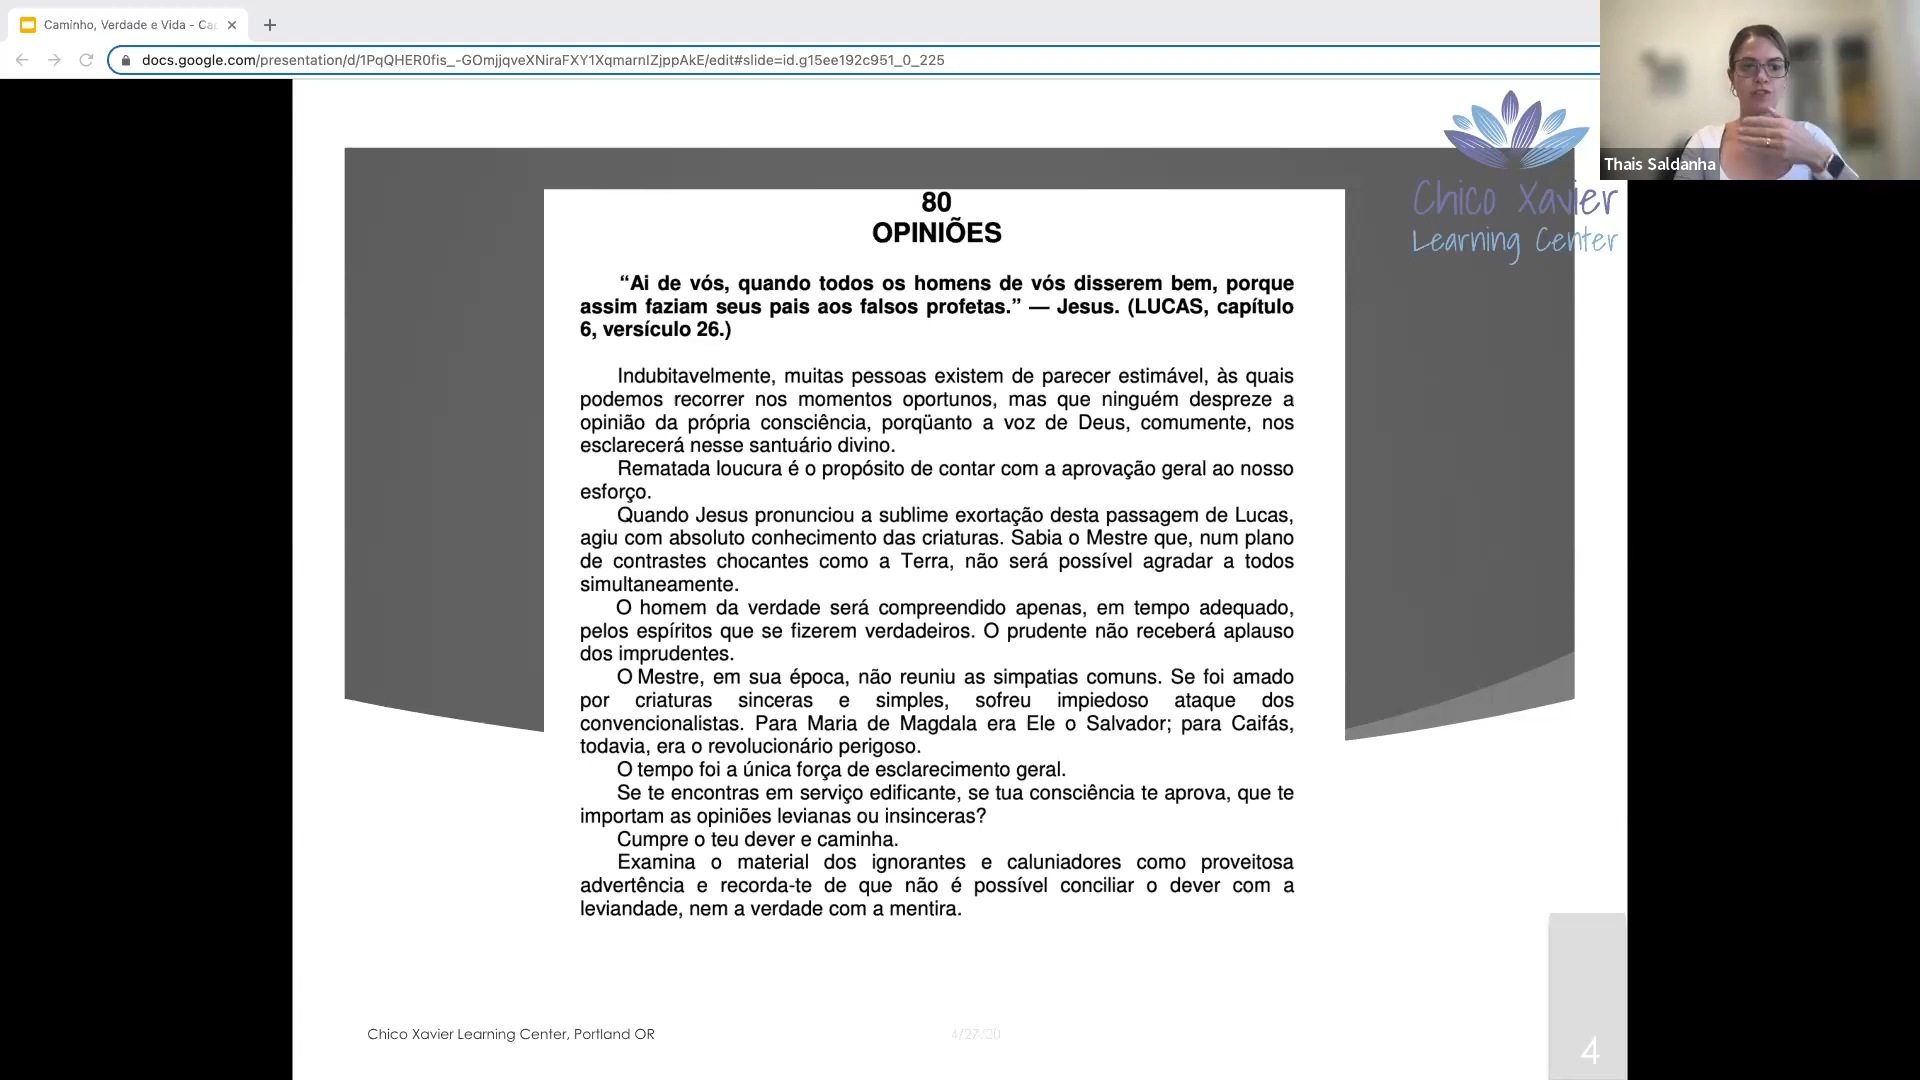 Caminho, Verdade e Vida - Ca
docs.google.com/presentation/d/1PqQHER0fis_-GOmjjqveXNiraFXY1XqmarnIZjppAkE/edit#slide=id.g15ee192c951_0_225
Thais Saldanha
Chico Xavier
Learning Center
80
OPINIÕES
“Ai de vós, quando todos os homens de vós disserem bem, porque
assim faziam seus pais aos falsos profetas.” — Jesus. (LUCAS, capítulo
6, versículo 26.)
Indubitavelmente, muitas pessoas existem de parecer estimável, às quais
podemos recorrer nos momentos oportunos, mas que ninguém despreze a
opinião da própria consciência, porqüanto a voz de Deus, comumente, nos
esclarecerá nesse santuário divino.
Rematada loucura é o propósito de contar com a aprovação geral ao nosso
esforço.
Quando Jesus pronunciou a sublime exortação desta passagem de Lucas,
agiu com absoluto conhecimento das criaturas. Sabia o Mestre que, num plano
de contrastes chocantes como a Terra, não será possível agradar a todos
simultaneamente.
O homem da verdade será compreendido apenas, em tempo adequado,
pelos espíritos que se fizerem verdadeiros. O prudente não receberá aplauso
dos imprudentes.
O Mestre, em sua época, não reuniu as simpatias comuns. Se foi amado
por criaturas sinceras e simples, sofreu impiedoso ataque dos
convencionalistas. Para Maria de Magdala era Ele o Salvador; para Caifás,
todavia, era o revolucionário perigoso.
O tempo foi a única força de esclarecimento geral.
Se te encontras em serviço edificante, se tua consciência te aprova, que te
importam as opiniões levianas ou insinceras?
Cumpre o teu dever e caminha.
Examina o material dos ignorantes e caluniadores como proveitosa
advertência e recorda-te de que não é possível conciliar o dever com a
leviandade, nem a verdade com a mentira.
Chico Xavier Learning Center, Portland OR
4/27/20
4